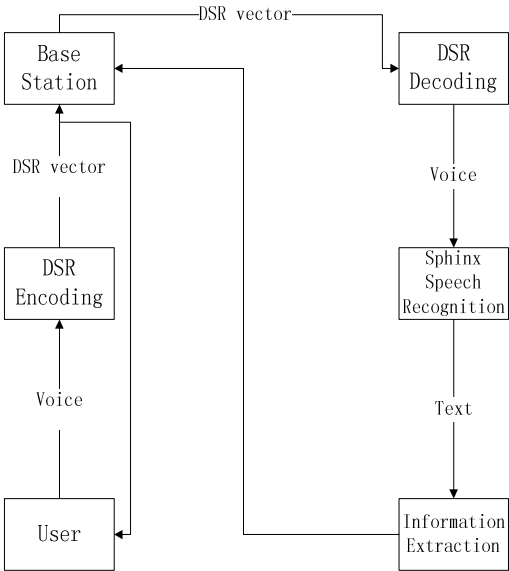 DSR vector
Base
Station
DSR
Decoding
DSR vector
Voice
DSR
Encoding
Sphinx
Speech
Recognition
Voice
Text
User
Information
Extraction